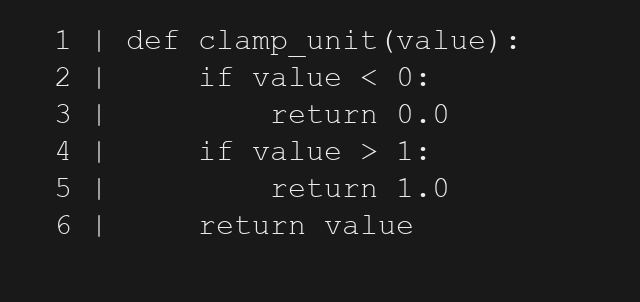 1 | def clamp_unit(value):
2 |     if value < 0:
3 |         return 0.0
4 |     if value > 1:
5 |         return 1.0
6 |     return value